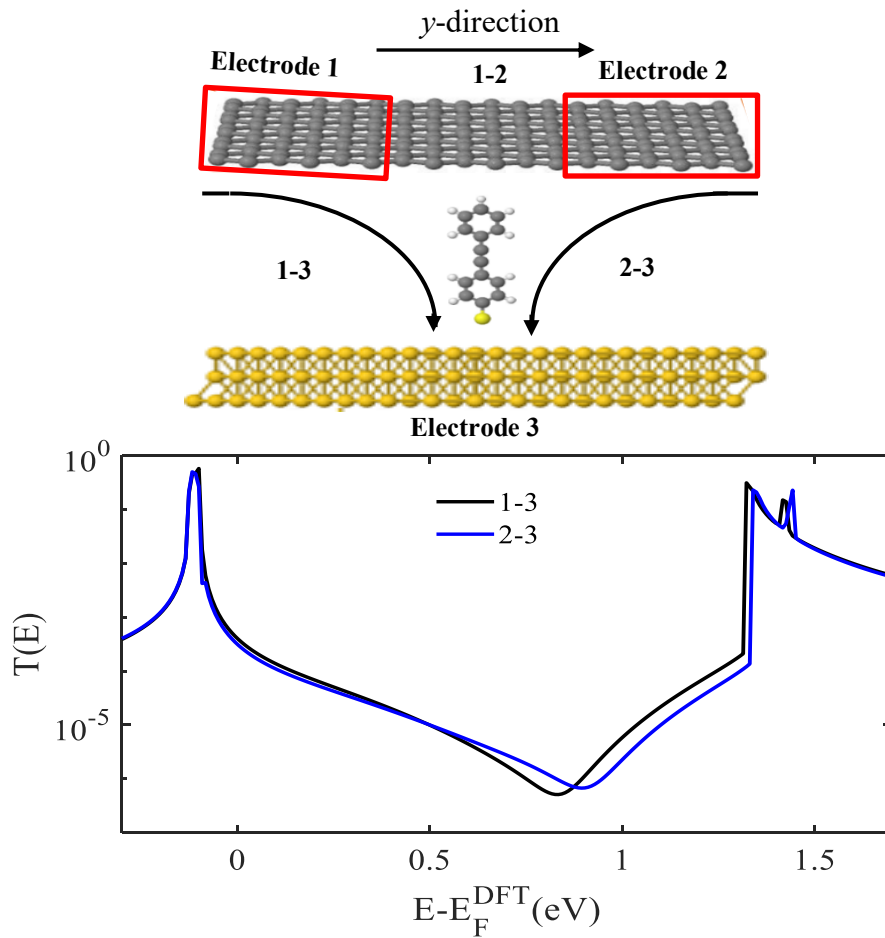 y-direction
Electrode 1
1-2
Electrode 2
1-3
2-3
Electrode 3
10^0
1-3
2-3
T(E)
10^-5
0
0.5
1
1.5
E-E_F^DFT(eV)